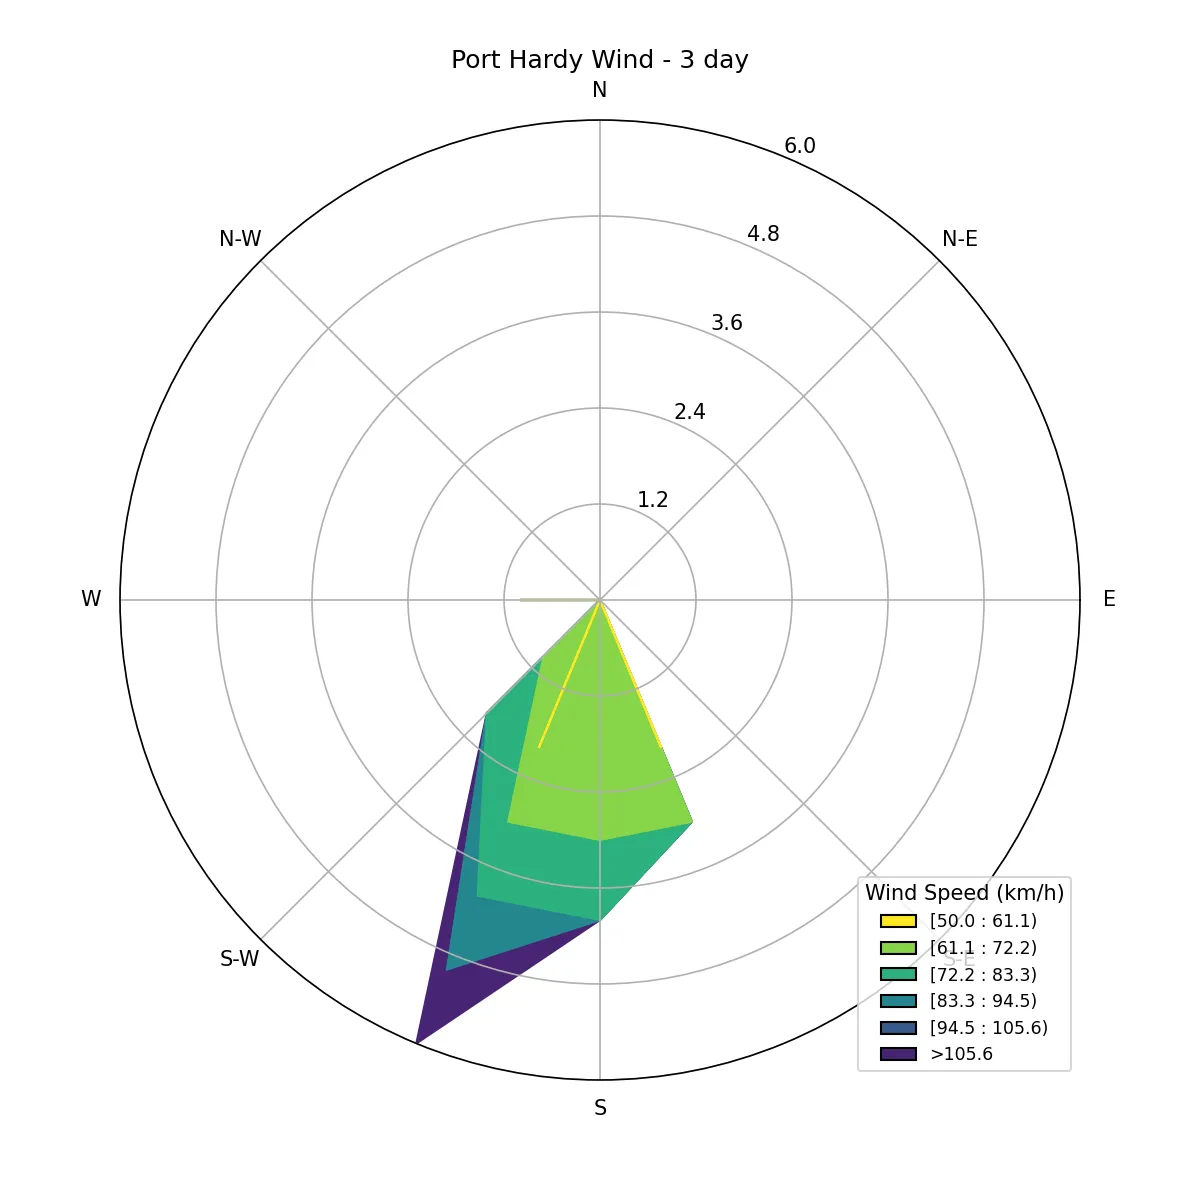 Port Hardy Wind - 3 day
N
6.0
4.8
N-W
N-E
3.6
2.4
1.2
W
E
S-W
S-E
Wind Speed (km/h)
[50.0 : 61.1)
[61.1 : 72.2)
[72.2 : 83.3)
[83.3 : 94.5)
[94.5 : 105.6)
>105.6
S